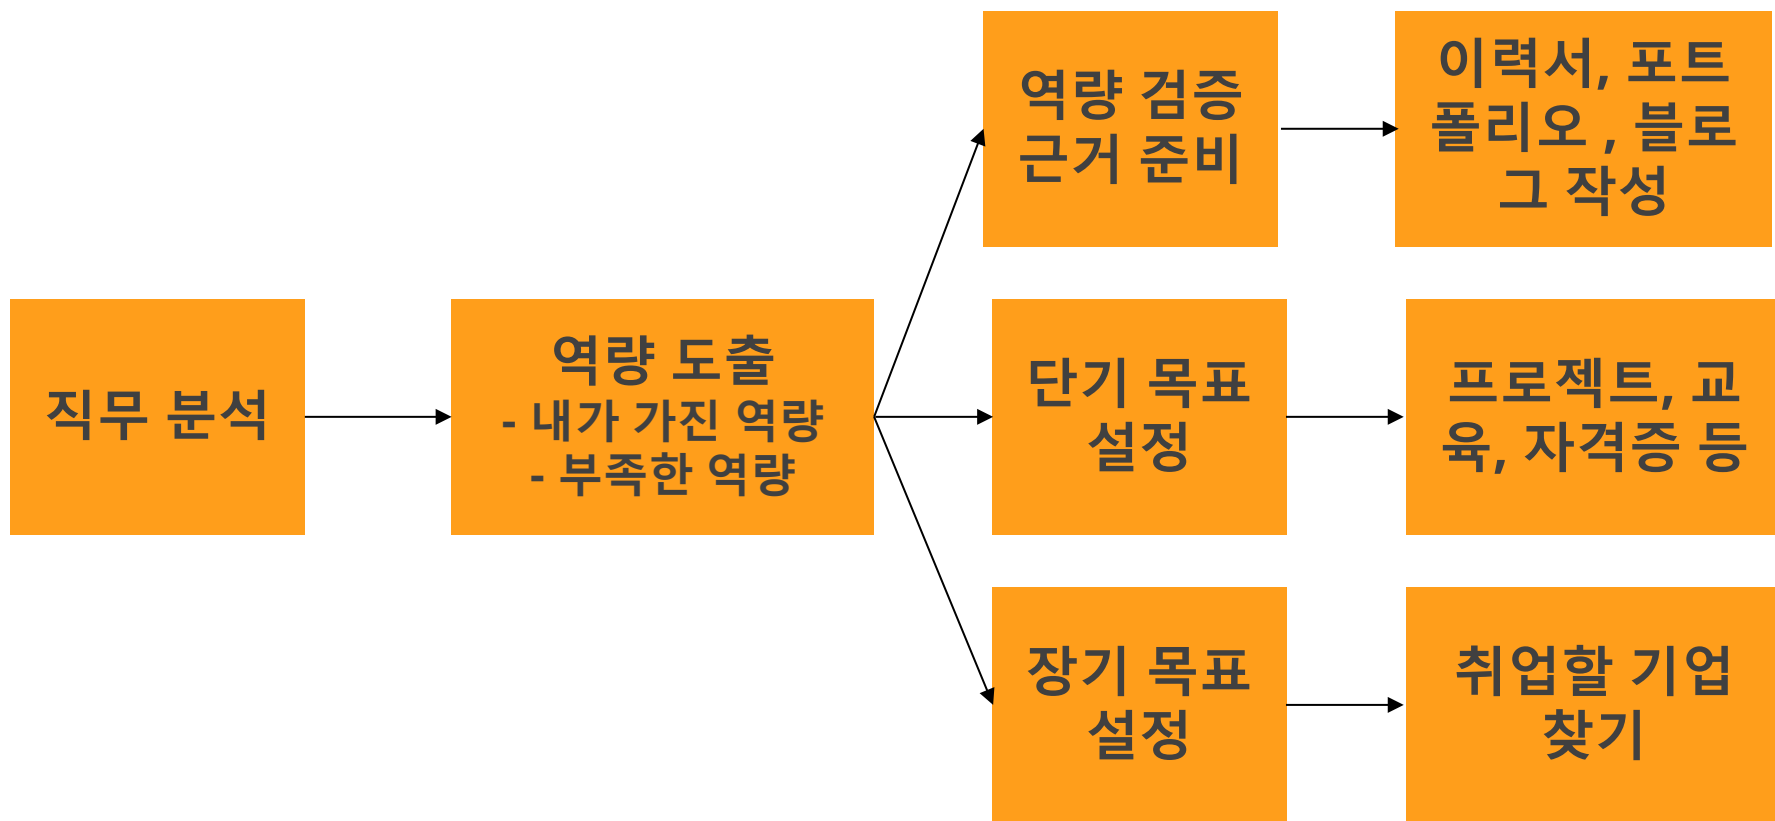 직무 분석
역량 도출
- 내가 가진 역량
- 부족한 역량
역량 검증
근거 준비
이력서, 포트
폴리오 , 블로
그 작성
단기 목표
설정
프로젝트, 교
육, 자격증 등
장기 목표
설정
취업할 기업
찾기